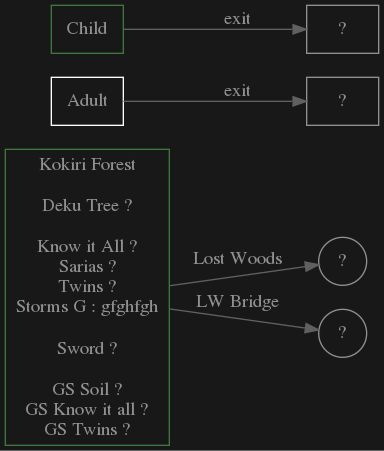 Child
exit
?
Adult
exit
?
Kokiri Forest
Deku Tree ?
Know it All ?
Sarias ?
Twins ?
Storms G : gfghfgh
Sword ?
GS Soil ?
GS Know it all ?
GS Twins ?
Lost Woods
?
LW Bridge
?